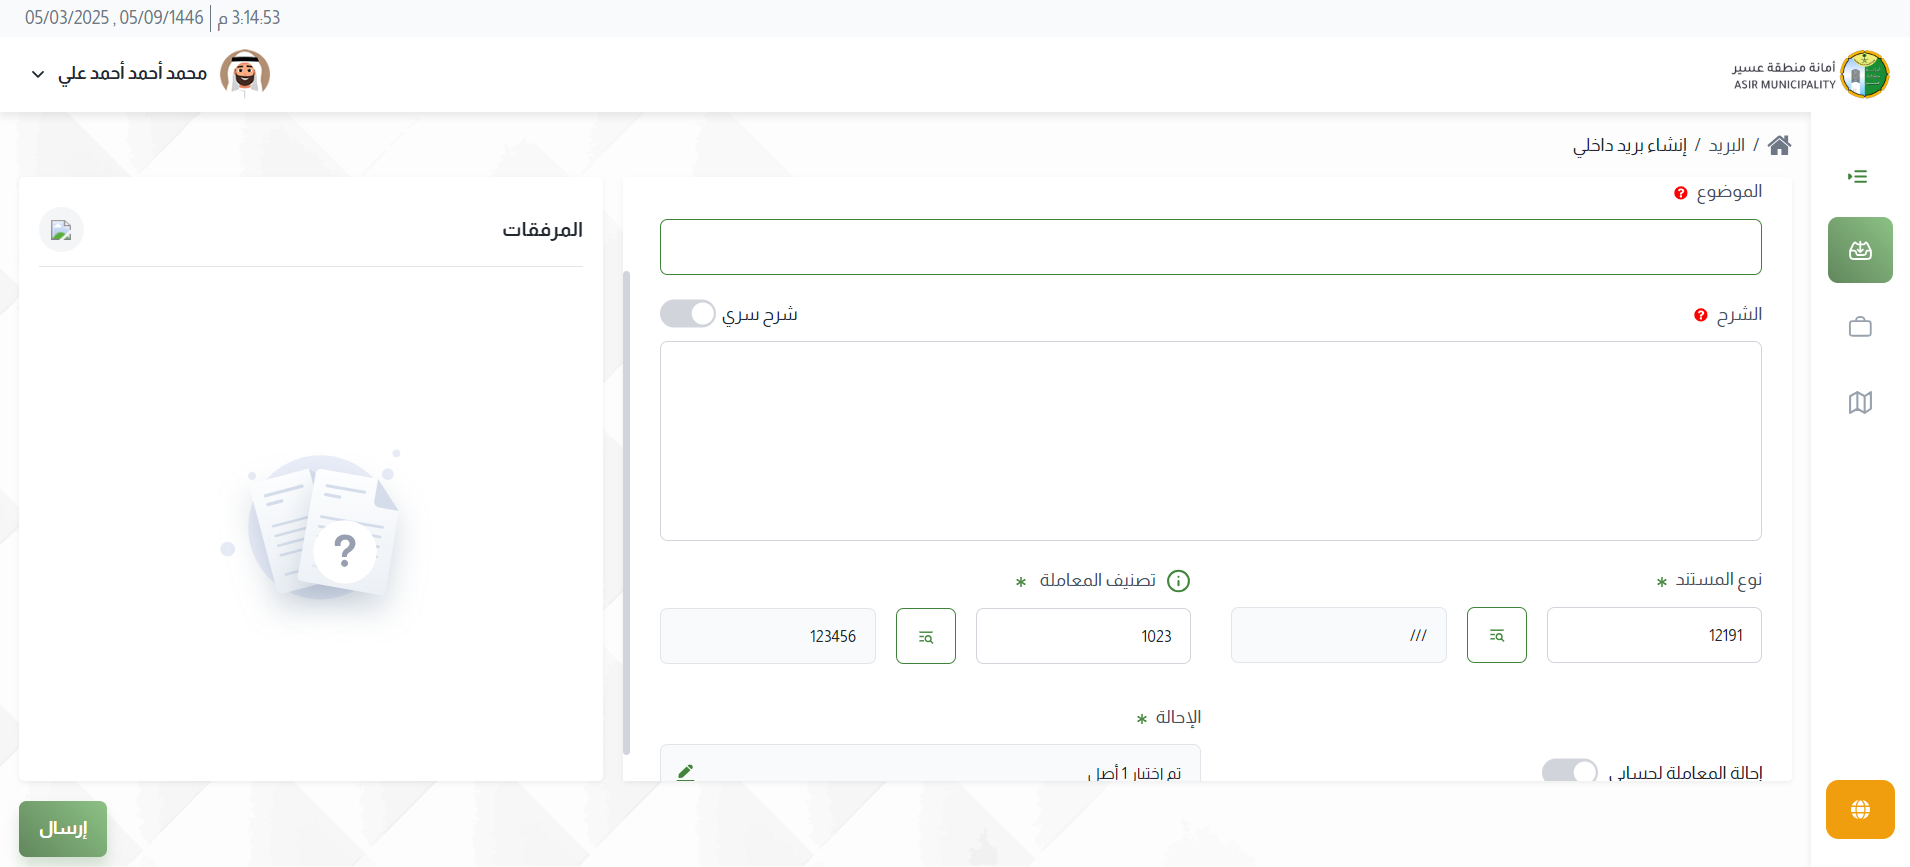 3:14:53 م | 05/09/1446 , 05/03/2025
أمانة منطقة عسير
ASIR MUNICIPALITY
محمد أحمد أحمد علي
/ البريد / إنشاء بريد داخلي
الموضوع
الشرح
شرح سري
نوع المستند *
12191
///
تصنيف المعاملة *
1023
123456
إحالة المعاملة لحسابي
الإحالة *
تم اختيار 1 أصل
المرفقات
?
إرسال